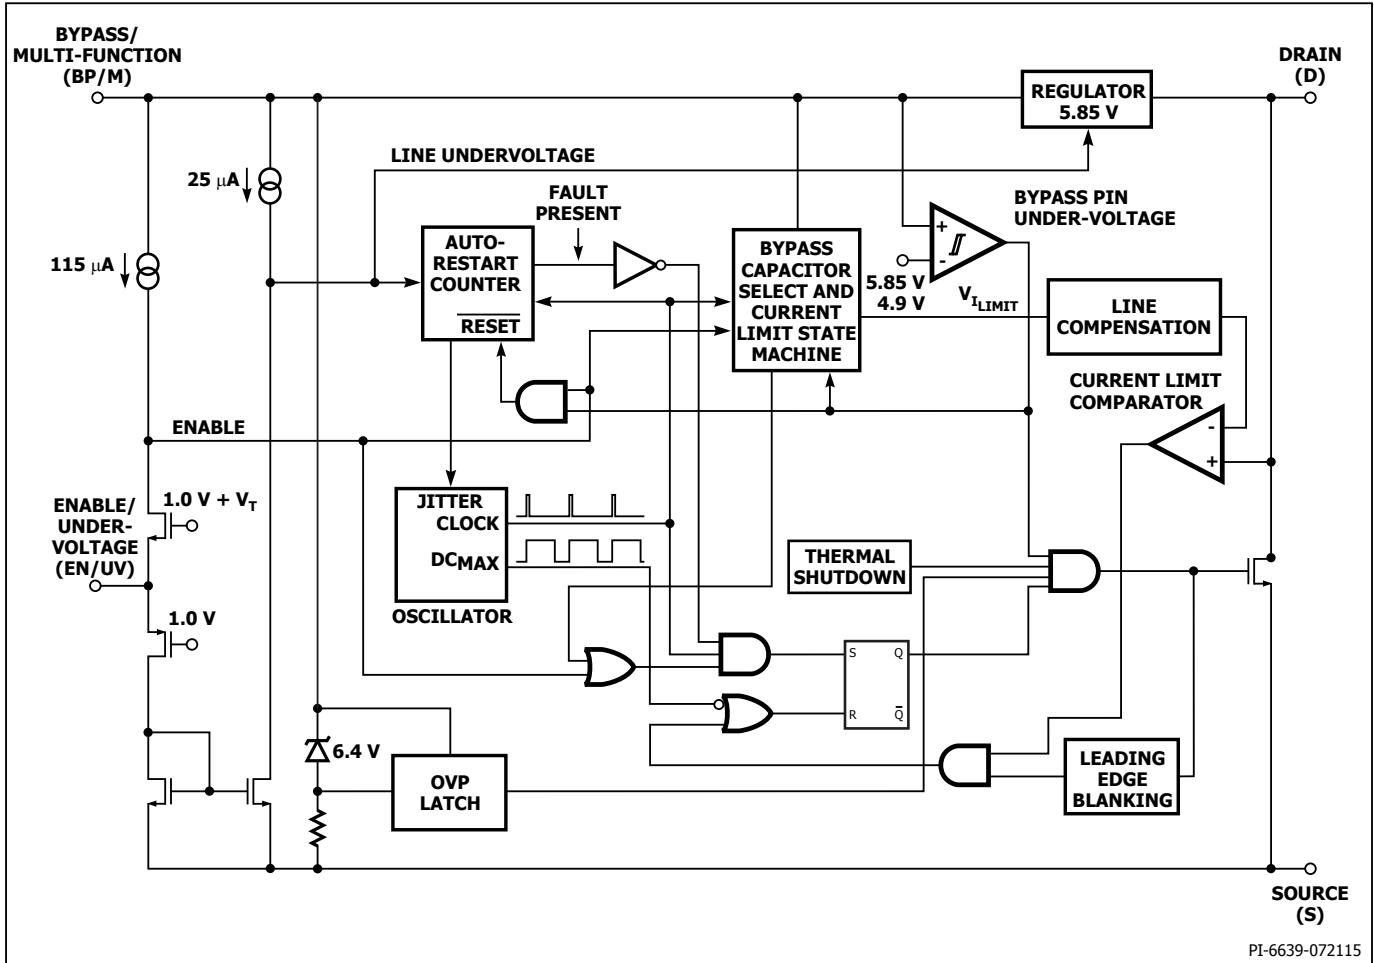 BYPASS/
MULTI-FUNCTION
(BP/M)
DRAIN
(D)
REGULATOR
5.85 V
LINE UNDERVOLTAGE
25 μA
FAULT
PRESENT
BYPASS PIN
UNDER-VOLTAGE
115 μA
AUTO-
RESTART
COUNTER
RESET
BYPASS
CAPACITOR
SELECT AND
CURRENT
LIMIT STATE
MACHINE
+
-
5.85 V
4.9 V
VILIMIT
LINE
COMPENSATION
CURRENT LIMIT
COMPARATOR
-
+
ENABLE
ENABLE/
UNDER-
VOLTAGE
(EN/UV)
1.0 V + VT
1.0 V
JITTER
CLOCK
DCMAX
OSCILLATOR
THERMAL
SHUTDOWN
S Q
R Q̅
6.4 V
OVP
LATCH
LEADING
EDGE
BLANKING
SOURCE
(S)
PI-6639-072115